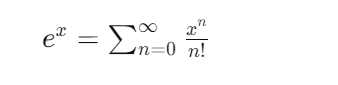 e^x = \sum_{n=0}^{\infty} \frac{x^n}{n!}